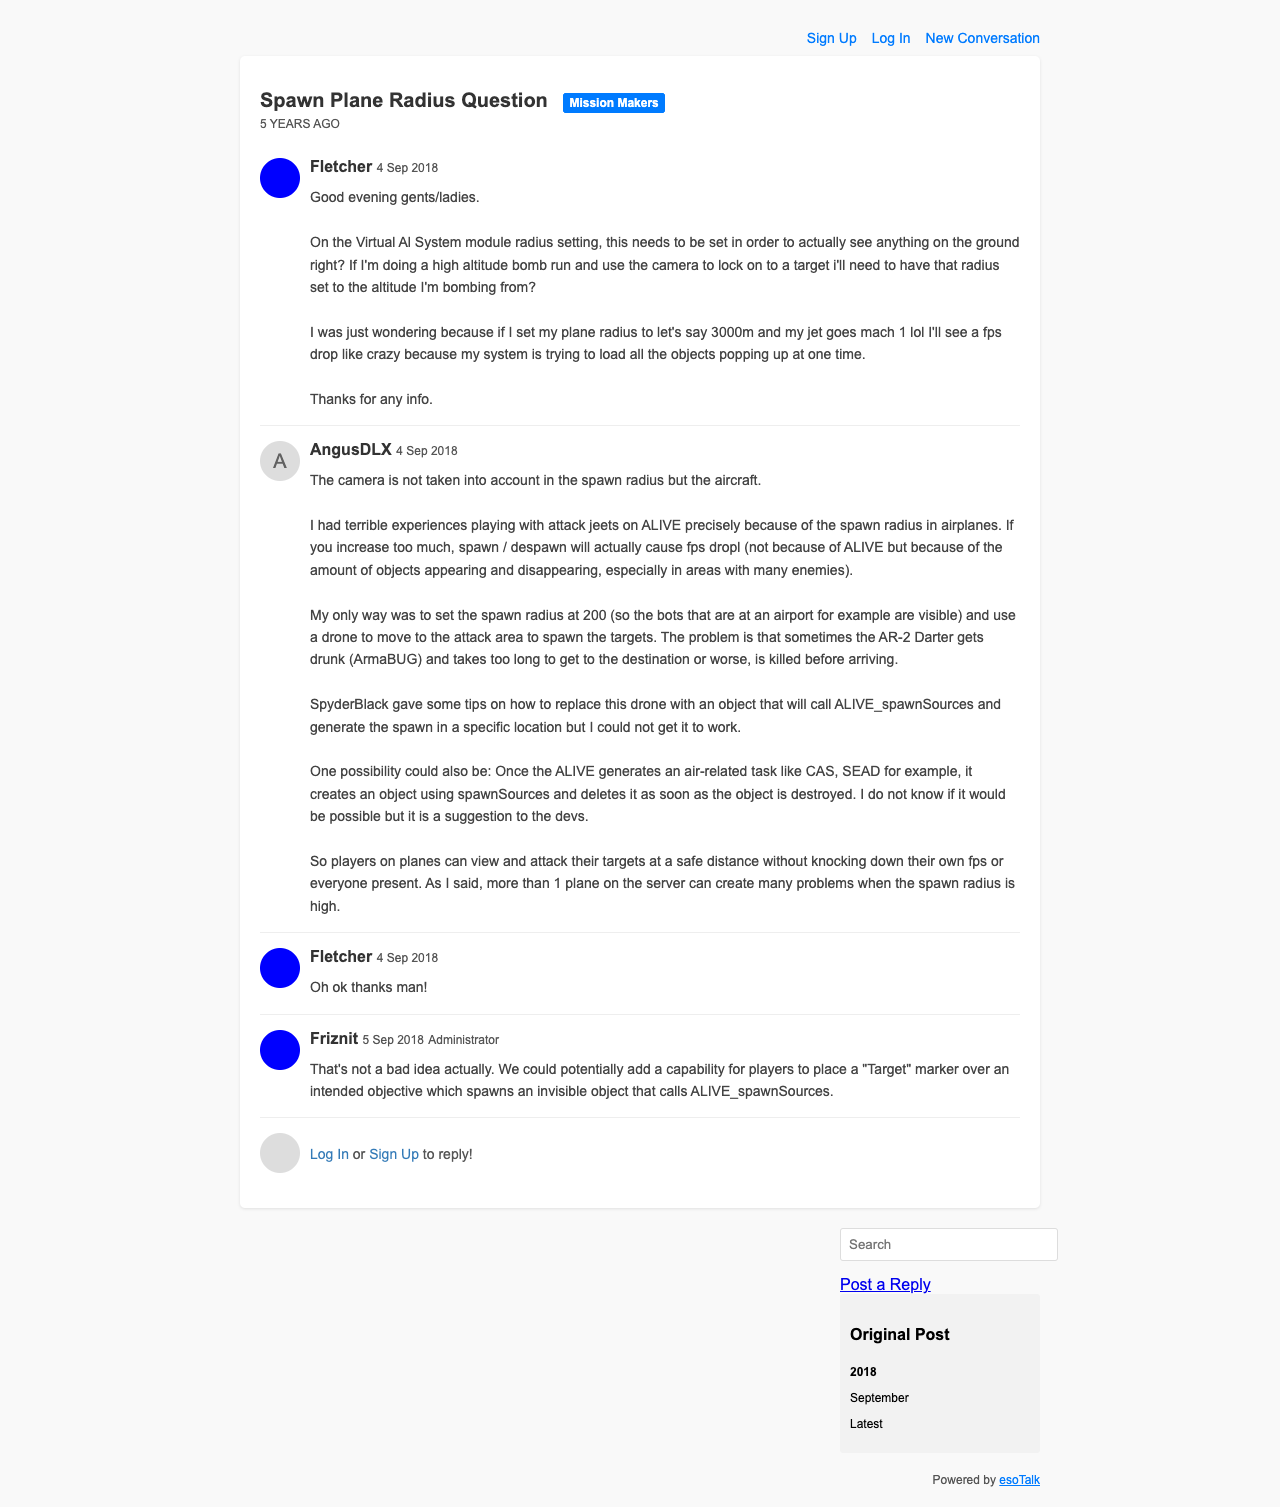 Sign Up Log In New Conversation
Spawn Plane Radius Question Mission Makers
5 YEARS AGO
Fletcher 4 Sep 2018
Good evening gents/ladies.
On the Virtual AI System module radius setting, this needs to be set in order to actually see anything on the ground
right? If I'm doing a high altitude bomb run and use the camera to lock on to a target i'll need to have that radius
set to the altitude I'm bombing from?
I was just wondering because if I set my plane radius to let's say 3000m and my jet goes mach 1 lol I'll see a fps
drop like crazy because my system is trying to load all the objects popping up at one time.
Thanks for any info.
A
AngusDLX 4 Sep 2018
The camera is not taken into account in the spawn radius but the aircraft.
I had terrible experiences playing with attack jeets on ALIVE precisely because of the spawn radius in airplanes. If
you increase too much, spawn / despawn will actually cause fps dropl (not because of ALIVE but because of the
amount of objects appearing and disappearing, especially in areas with many enemies).
My only way was to set the spawn radius at 200 (so the bots that are at an airport for example are visible) and use
a drone to move to the attack area to spawn the targets. The problem is that sometimes the AR-2 Darter gets
drunk (ArmaBUG) and takes too long to get to the destination or worse, is killed before arriving.
SpyderBlack gave some tips on how to replace this drone with an object that will call ALIVE_spawnSources and
generate the spawn in a specific location but I could not get it to work.
One possibility could also be: Once the ALIVE generates an air-related task like CAS, SEAD for example, it
creates an object using spawnSources and deletes it as soon as the object is destroyed. I do not know if it would
be possible but it is a suggestion to the devs.
So players on planes can view and attack their targets at a safe distance without knocking down their own fps or
everyone present. As I said, more than 1 plane on the server can create many problems when the spawn radius is
high.
Fletcher 4 Sep 2018
Oh ok thanks man!
Friznit 5 Sep 2018 Administrator
That's not a bad idea actually. We could potentially add a capability for players to place a "Target" marker over an
intended objective which spawns an invisible object that calls ALIVE_spawnSources.
Log In or Sign Up to reply!
Search
Post a Reply
Original Post
2018
September
Latest
Powered by esoTalk